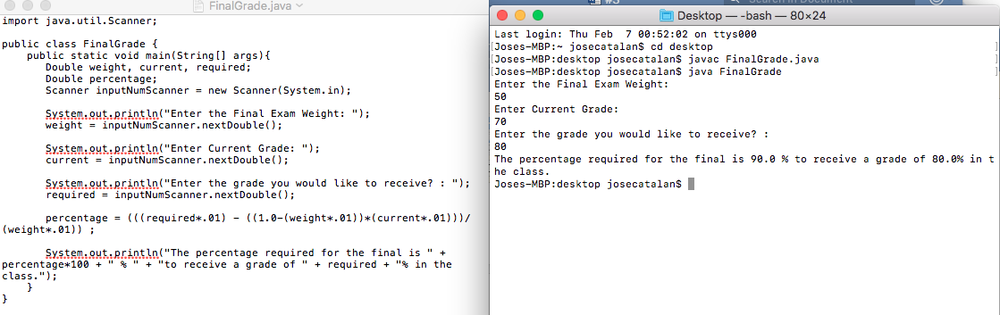 FinalGrade.java
import java.util.Scanner;
public class FinalGrade {
public static void main(String[] args){
Double weight, current, required;
Double percentage;
Scanner inputNumScanner = new Scanner(System.in);
System.out.println("Enter the Final Exam Weight: ");
weight = inputNumScanner.nextDouble();
System.out.println("Enter Current Grade: ");
current = inputNumScanner.nextDouble();
System.out.println("Enter the grade you would like to receive? : ");
required = inputNumScanner.nextDouble();
percentage = (((required*.01) - ((1.0-(weight*.01))*(current*.01)))/
(weight*.01)) ;
System.out.println("The percentage required for the final is " +
percentage*100 + " % " + "to receive a grade of " + required + "% in the
class.");
}
}
#3
Search in Document
Desktop — -bash — 80×24
Last login: Thu Feb  7 00:52:02 on ttys000
[Joses-MBP:~ josecatalan$ cd desktop ]
[Joses-MBP:desktop josecatalan$ javac FinalGrade.java ]
[Joses-MBP:desktop josecatalan$ java FinalGrade ]
Enter the Final Exam Weight:
50
Enter Current Grade:
70
Enter the grade you would like to receive? :
80
The percentage required for the final is 90.0 % to receive a grade of 80.0% in t
he class.
Joses-MBP:desktop josecatalan$